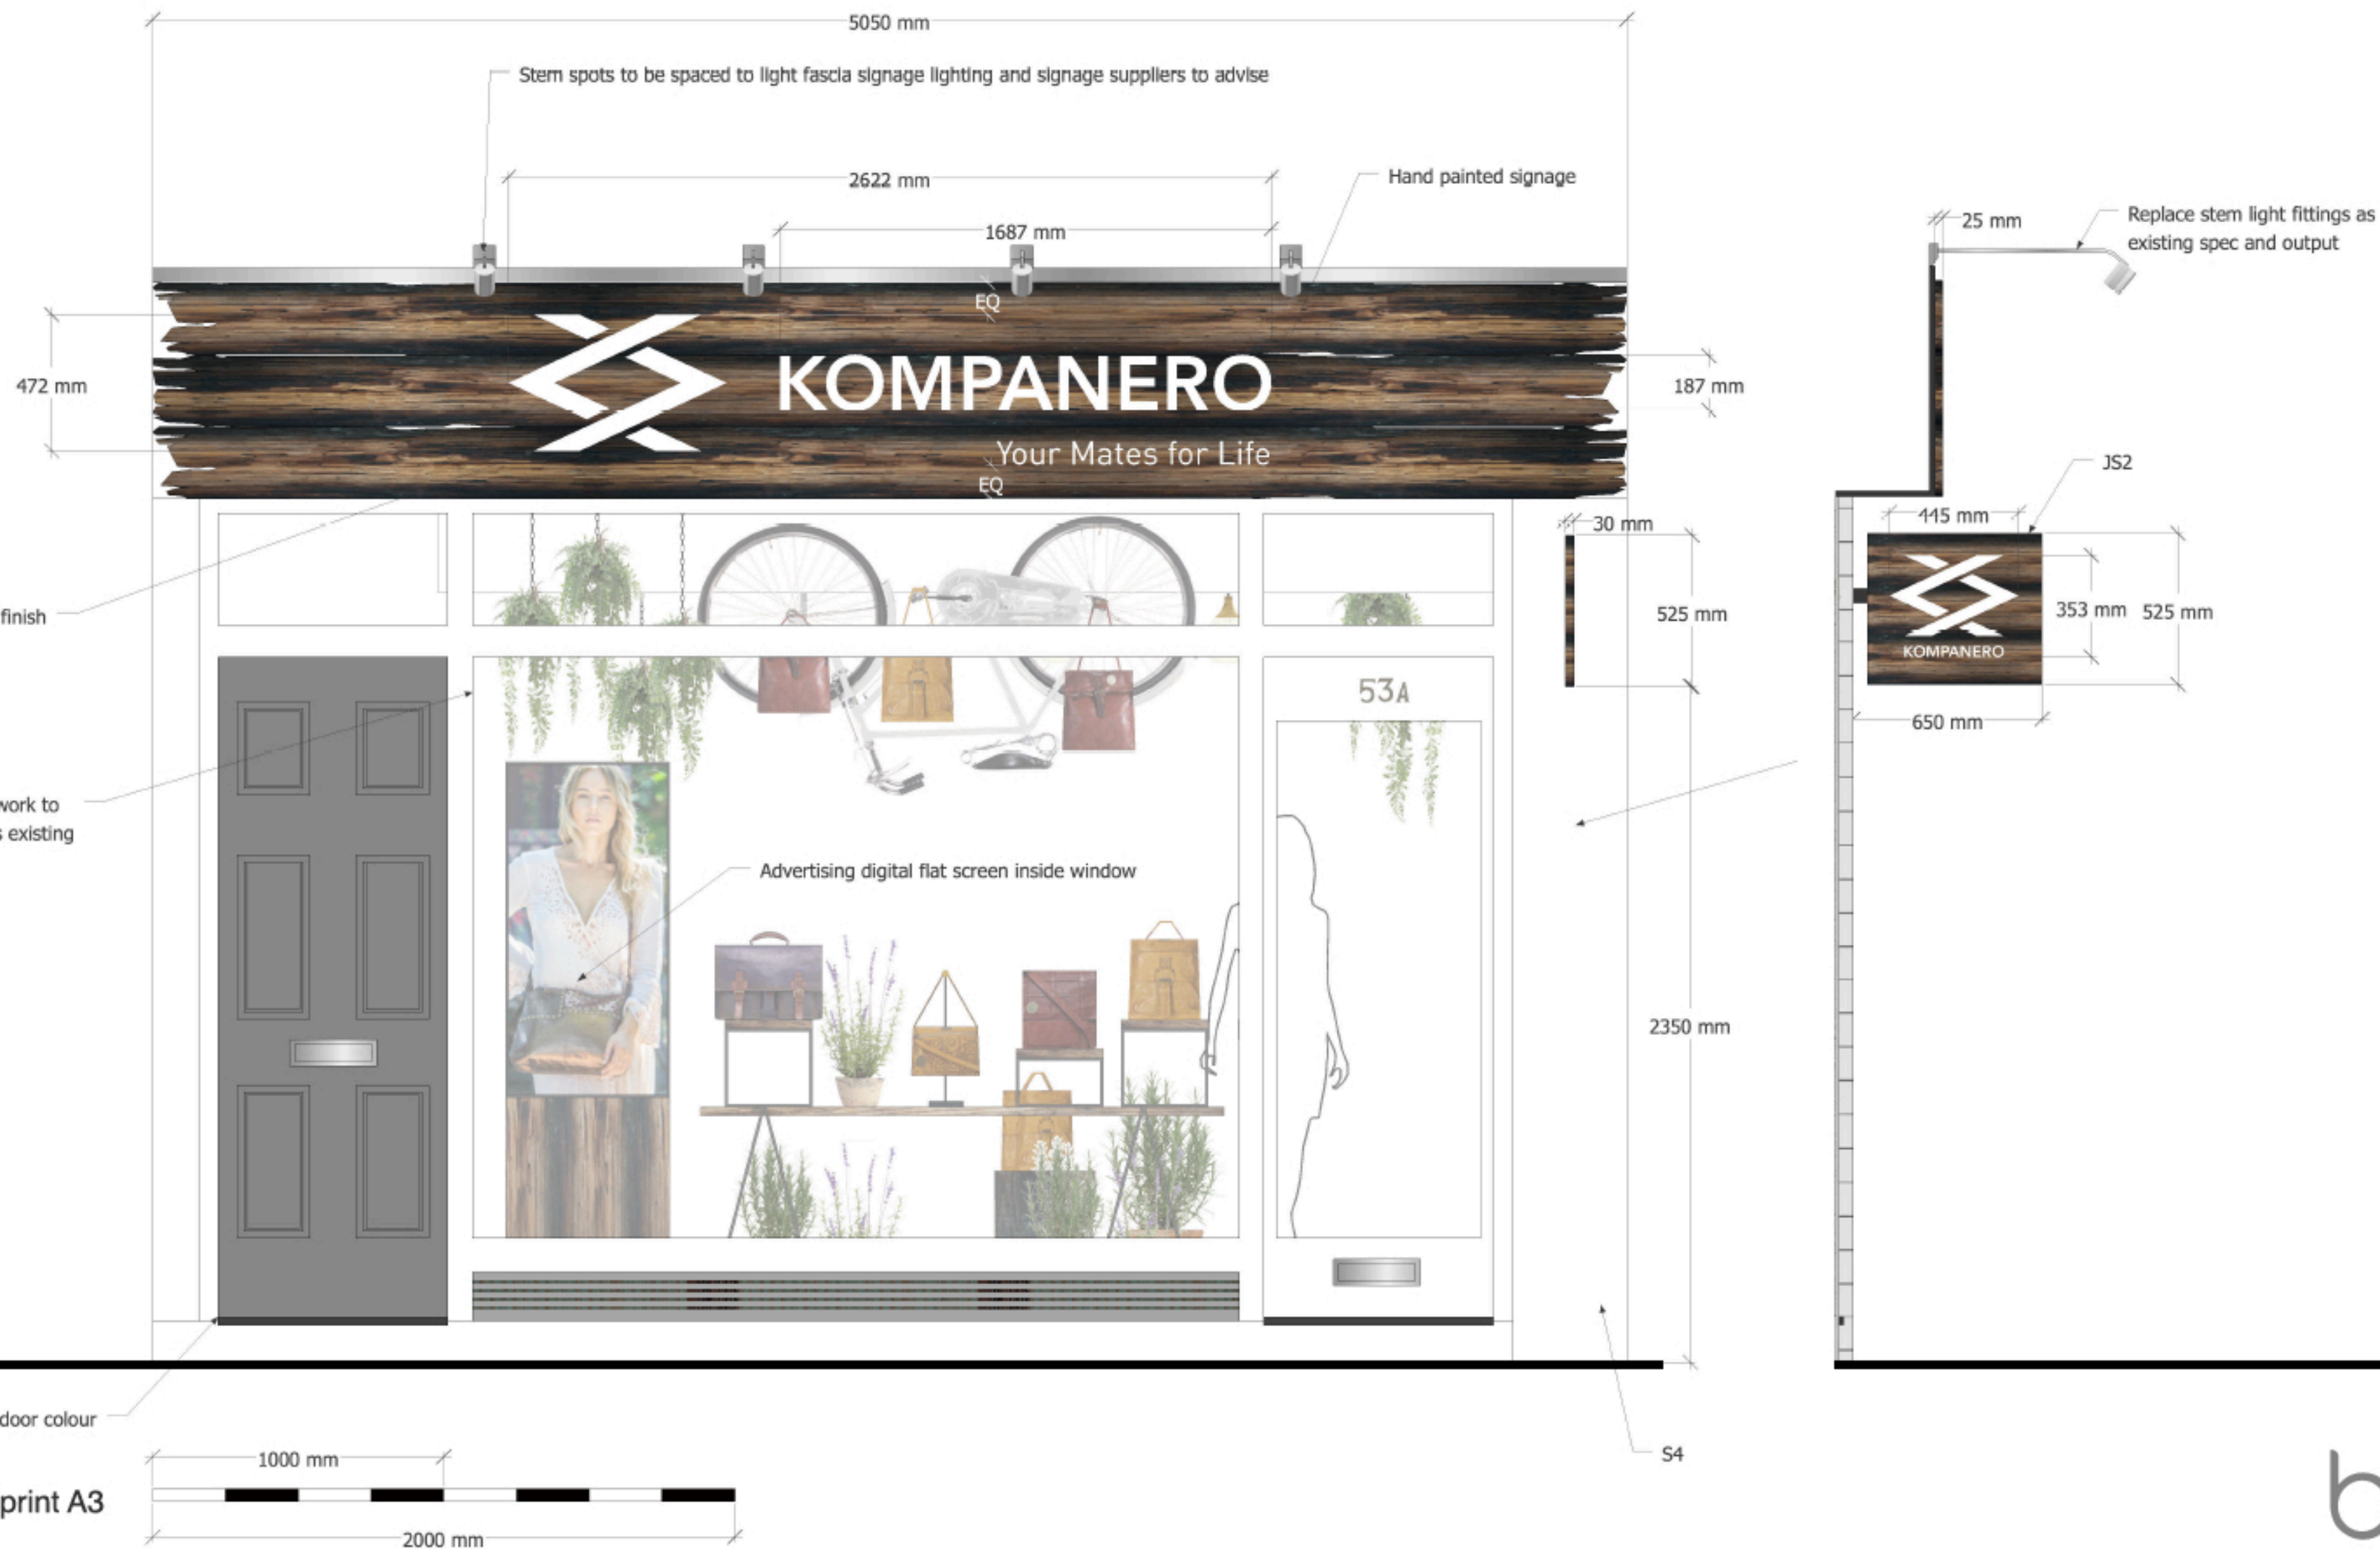 5050 mm
Stem spots to be spaced to light fascia signage lighting and signage suppliers to advise
2622 mm
Hand painted signage
1687 mm
25 mm
Replace stem light fittings as
existing spec and output
EQ
472 mm
KOMPANERO
187 mm
Your Mates for Life
EQ
JS2
445 mm
30 mm
525 mm
353 mm
525 mm
KOMPANERO
650 mm
finish
53A
work to
s existing
Advertising digital flat screen inside window
2350 mm
door colour
S4
1000 mm
print A3
2000 mm
b